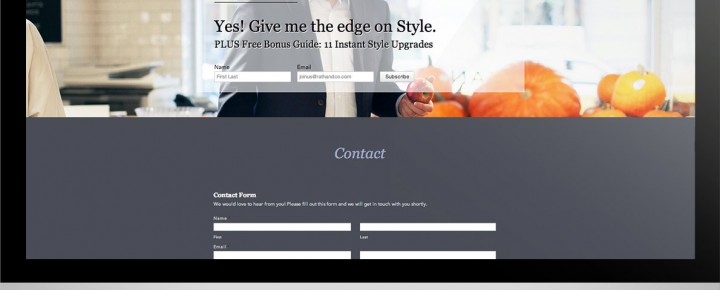 Yes! Give me the edge on Style.
PLUS Free Bonus Guide: 11 Instant Style Upgrades
Name Email
First Last joinus@rathandco.com Subscribe
Contact
Contact Form
We would love to hear from you! Please fill out this form and we will get in touch with you shortly.
Name
First Last
Email